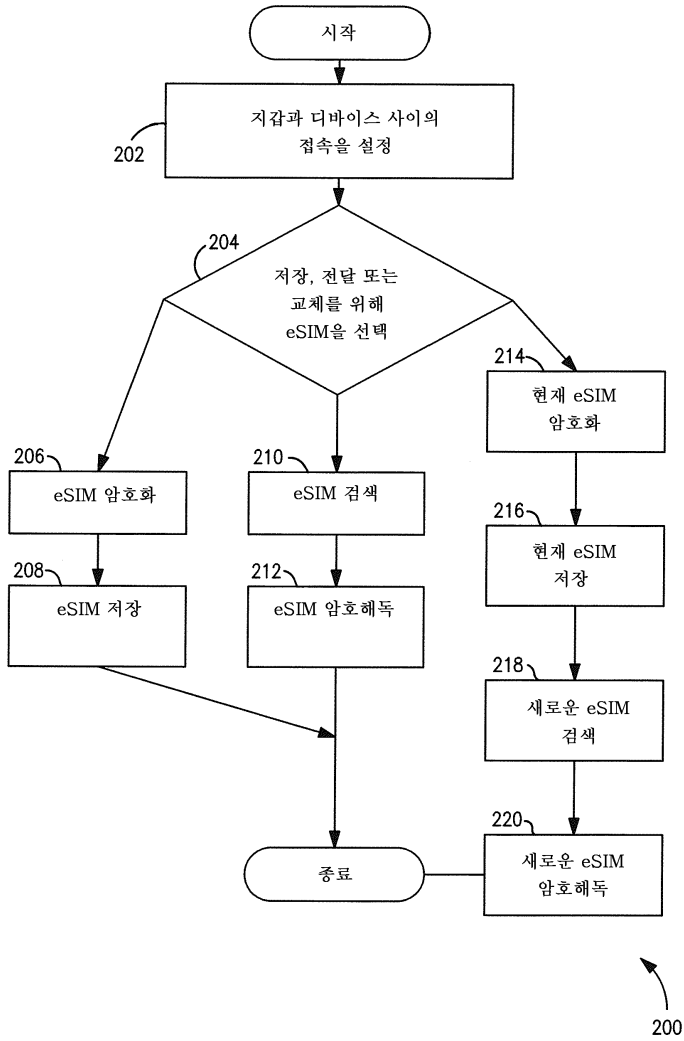 시작
지갑과 디바이스 사이의
접속을 설정
202
204
저장, 전달 또는
교체를 위해
eSIM을 선택
206
eSIM 암호화
208
eSIM 저장
210
eSIM 검색
212
eSIM 암호해독
214
현재 eSIM
암호화
216
현재 eSIM
저장
218
새로운 eSIM
검색
220
새로운 eSIM
암호해독
종료
200